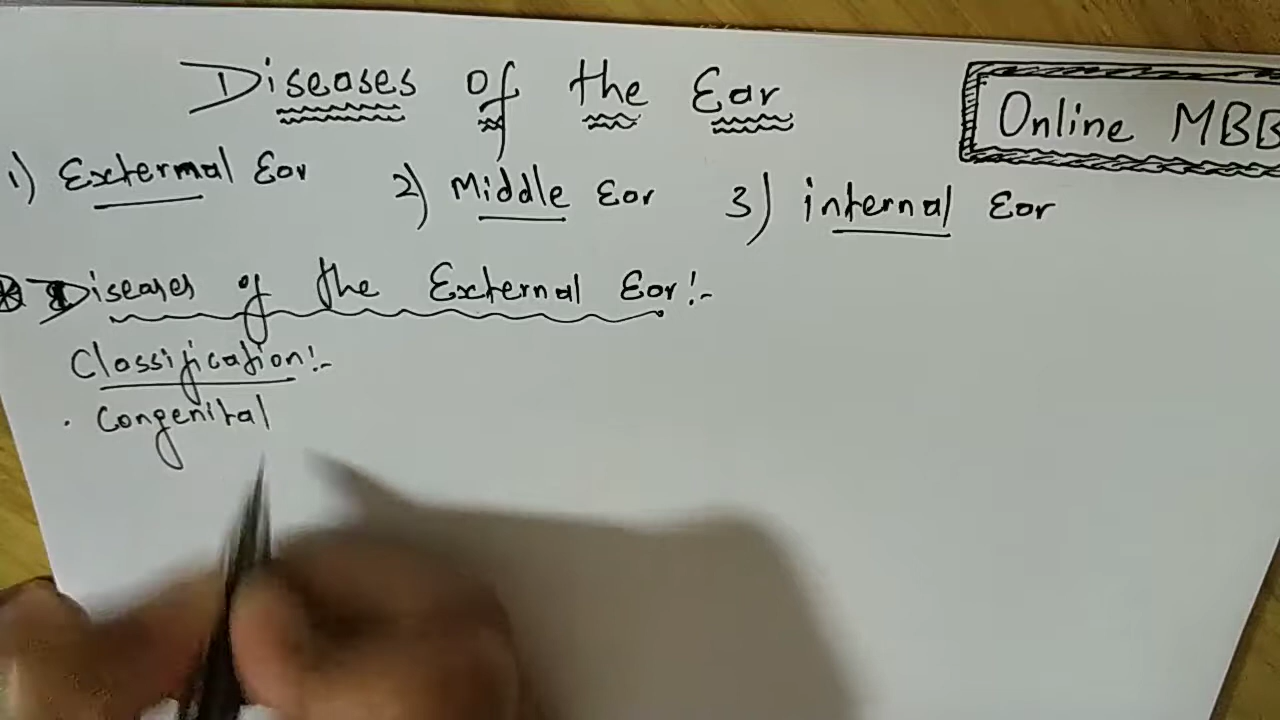 Diseases of the Ear
Online MBB
1) External Ear 2) Middle Ear 3) internal Ear
Diseases of the External Ear:-
Classification:-
· Congenital